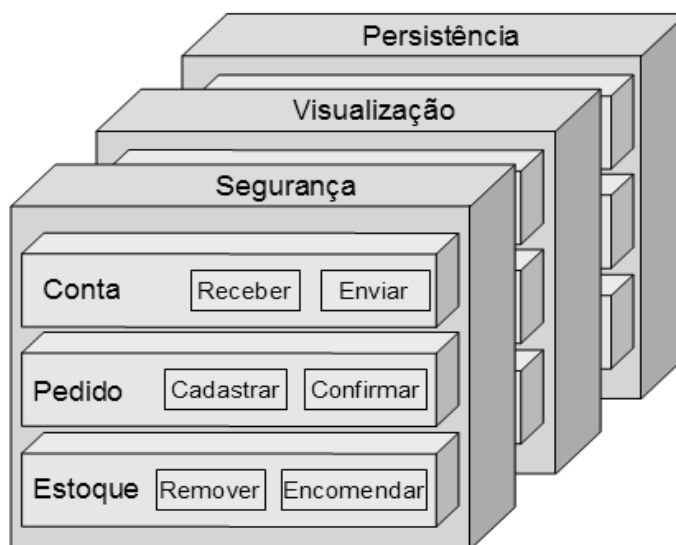 Persistência
Visualização
Segurança
Conta Receber Enviar
Pedido Cadastrar Confirmar
Estoque Remover Encomendar